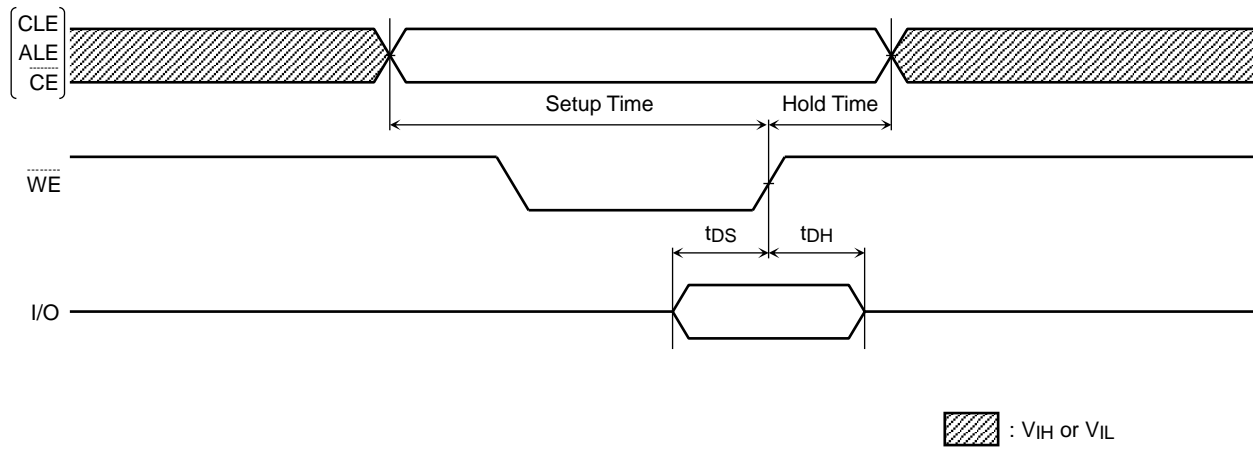 CLE
ALE
CE
Setup Time
Hold Time
WE
tDS
tDH
I/O
: VIH or VIL